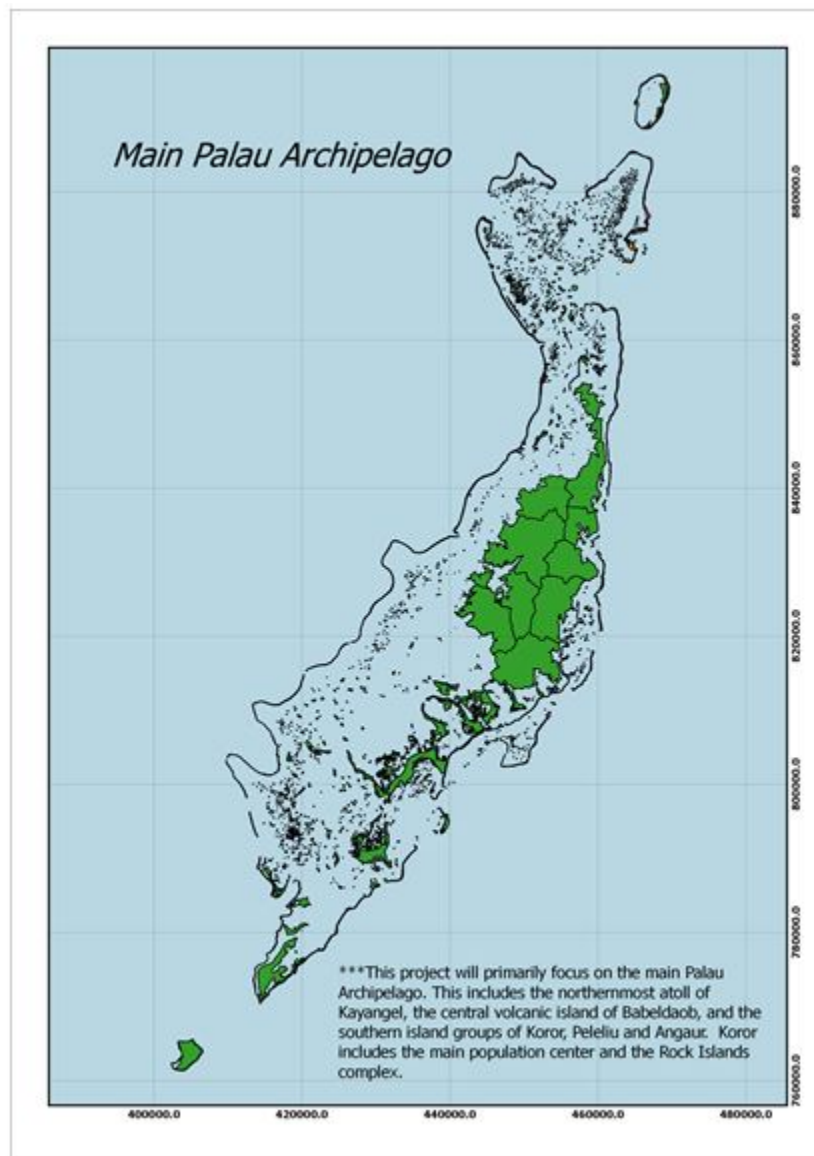 Main Palau Archipelago
880000.0
860000.0
840000.0
820000.0
800000.0
780000.0
760000.0
***This project will primarily focus on the main Palau
Archipelago. This includes the northernmost atoll of
Kayangel, the central volcanic island of Babeldaob, and the
southern island groups of Koror, Peleliu and Angaur. Koror
includes the main population center and the Rock Islands
complex.
400000.0
420000.0
440000.0
460000.0
480000.0